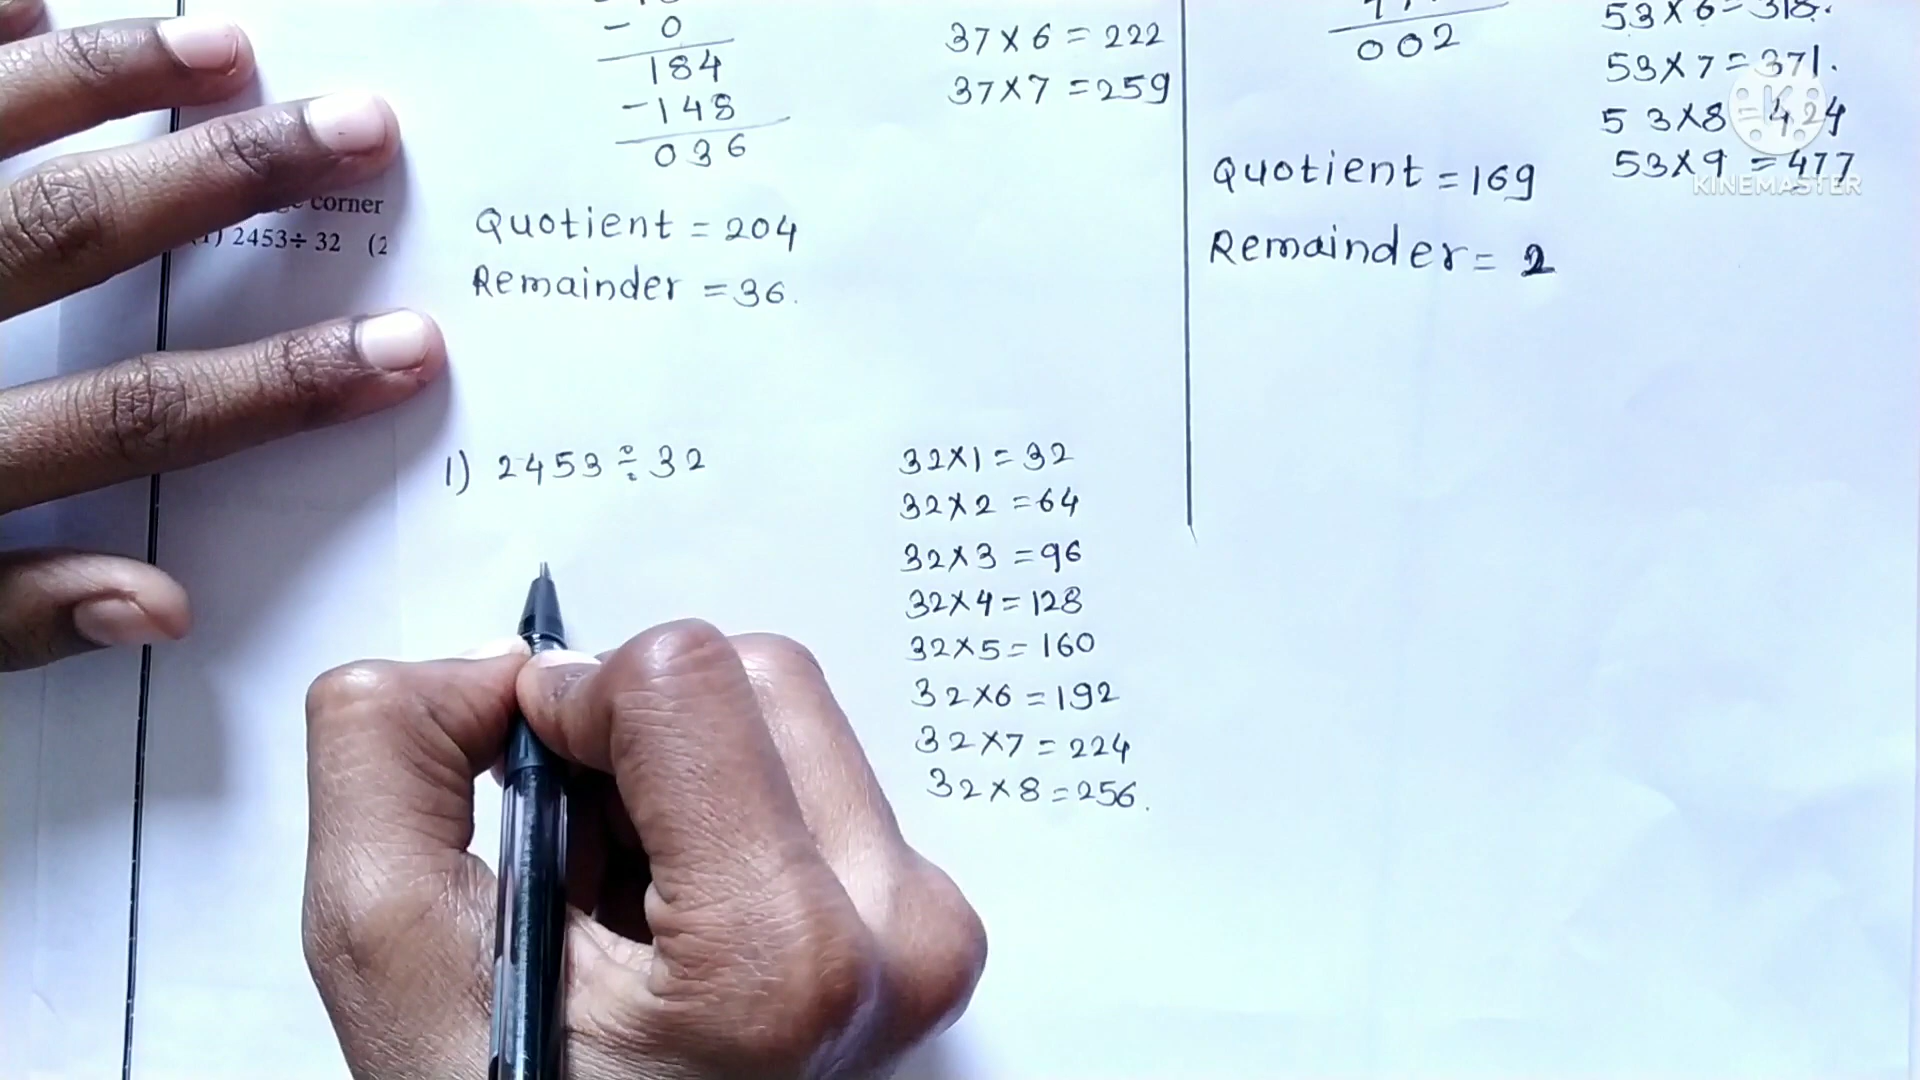 - 0
184
-148
036
37×6=222
37×7=259
Quotient = 204
Remainder = 36.
002
53×6=318.
53×7=371.
53×8=424
53×9=477
KINEMASTER
Quotient = 169
Remainder = 2
corner
1) 2453÷ 32 (2
1) 2453÷32
32×1=32
32×2=64
32×3=96
32×4=128
32×5=160
32×6=192
32×7=224
32×8=256.